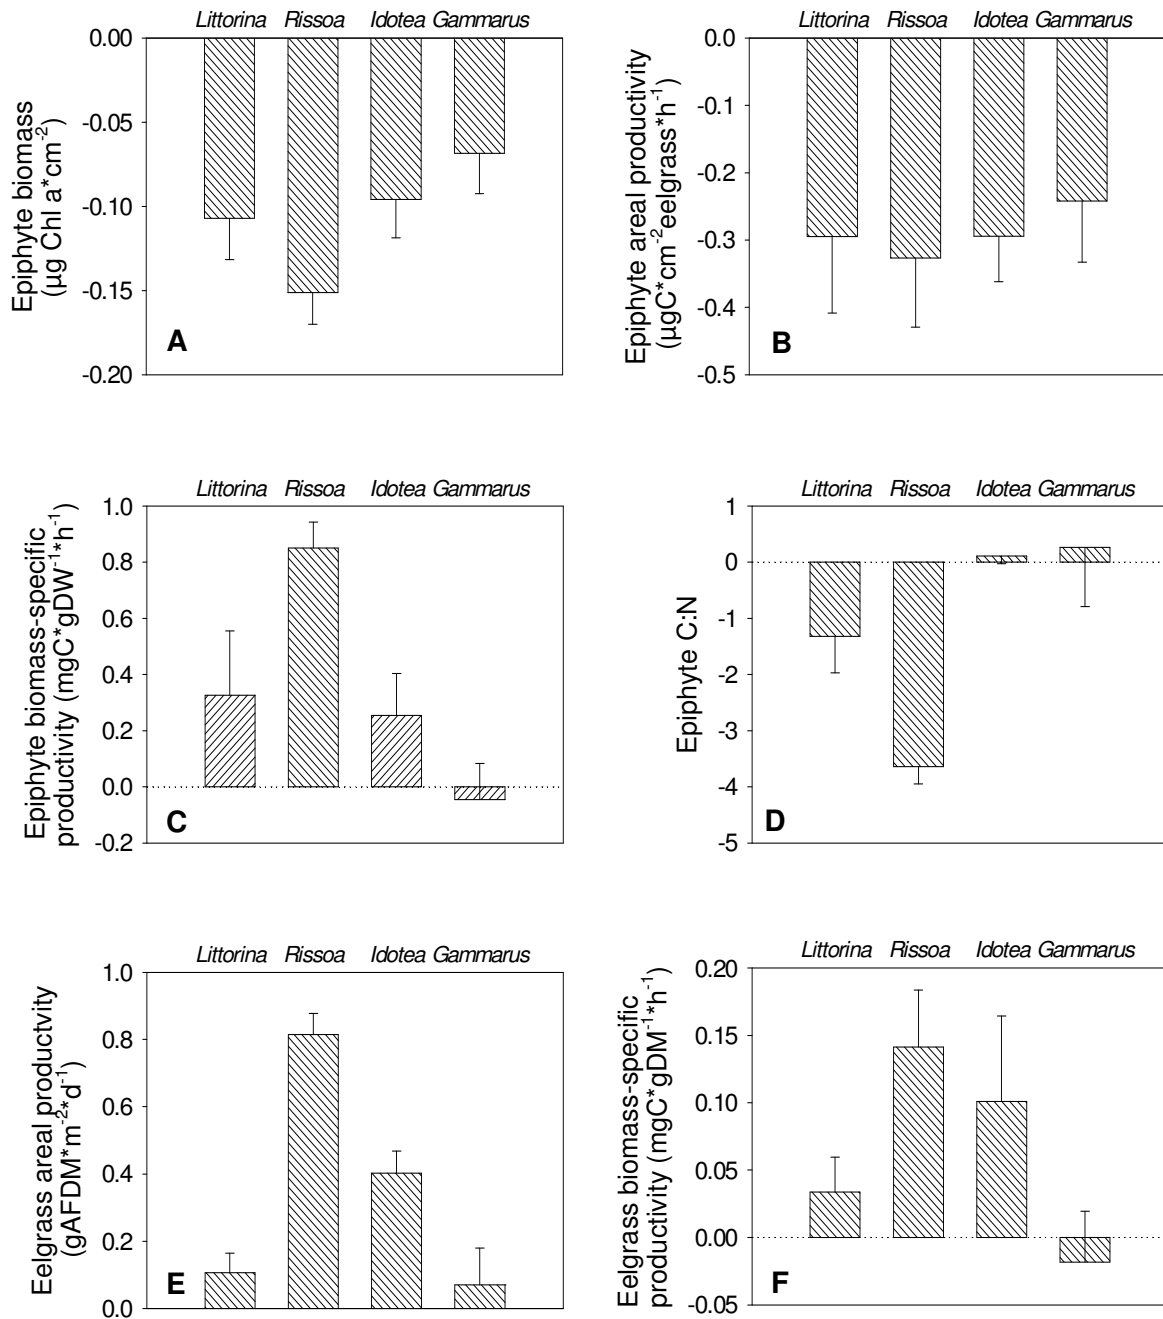 Littorina Rissoa Idotea Gammarus
0.00
-0.05
-0.10
-0.15
-0.20
Epiphyte biomass
(µg Chl a*cm-2)
A
Littorina Rissoa Idotea Gammarus
0.0
-0.1
-0.2
-0.3
-0.4
-0.5
Epiphyte areal productivity
(µgC*cm-2eelgrass*h-1)
B
Littorina Rissoa Idotea Gammarus
1.0
0.8
0.6
0.4
0.2
0.0
-0.2
Epiphyte biomass-specific
productivity (mgC*gDW-1*h-1)
C
Littorina Rissoa Idotea Gammarus
1
0
-1
-2
-3
-4
-5
Epiphyte C:N
D
Littorina Rissoa Idotea Gammarus
1.0
0.8
0.6
0.4
0.2
0.0
Eelgrass areal productvity
(gAFDM*m-2*d-1)
E
Littorina Rissoa Idotea Gammarus
0.20
0.15
0.10
0.05
0.00
-0.05
Eelgrass biomass-specific
productivity (mgC*gDM-1*h-1)
F